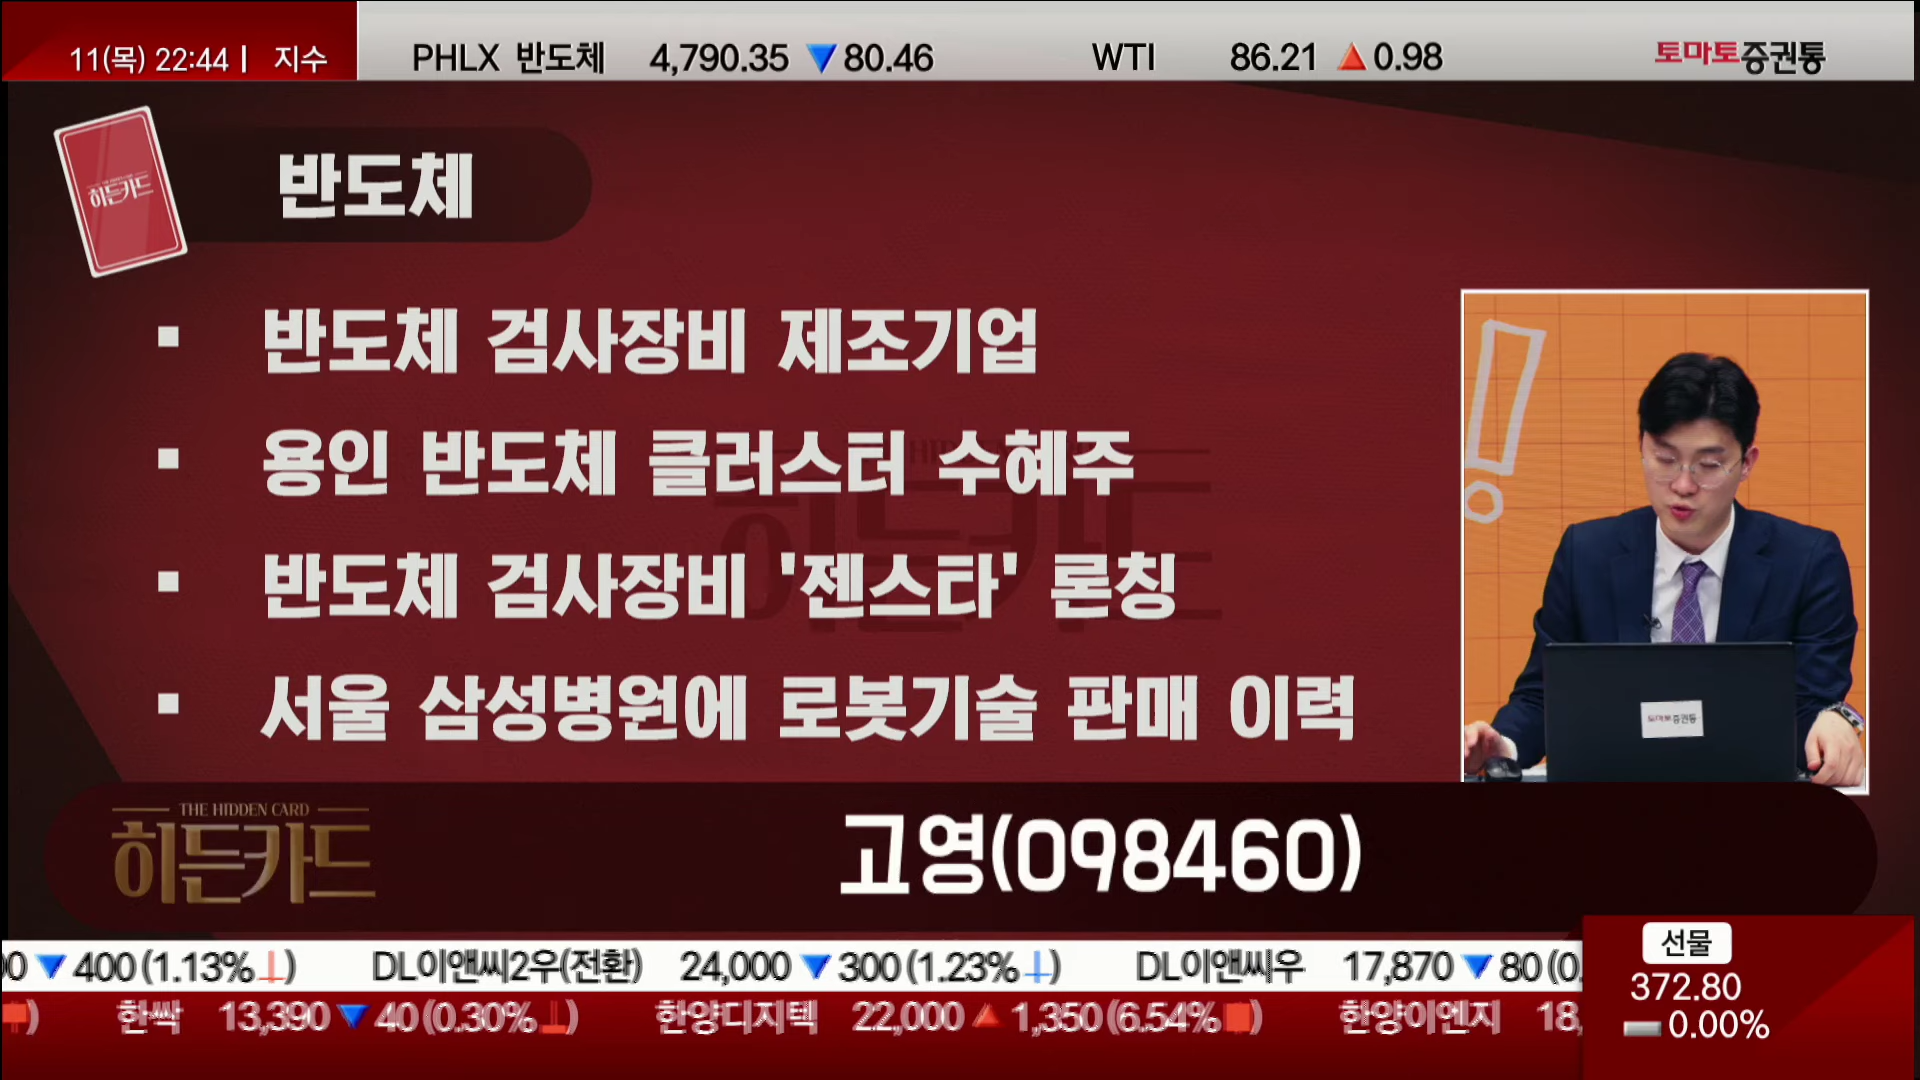 11(목) 22:44 | 지수
PHLX 반도체 4,790.35 ▼ 80.46 WTI 86.21 ▲ 0.98
토마토증권통
히든카드
반도체
▪ 반도체 검사장비 제조기업
▪ 용인 반도체 클러스터 수혜주
▪ 반도체 검사장비 '젠스타' 론칭
▪ 서울 삼성병원에 로봇기술 판매 이력
토마토증권통
THE HIDDEN CARD
히든카드
고영(098460)
▼ 400 (1.13%) DL이앤씨2우(전환) 24,000 ▼ 300 (1.23%) DL이앤씨우 17,870 ▼ 80
한싹 13,390 ▼ 40 (0.30%) 한양디지텍 22,000 ▲ 1,350 (6.54%) 한양이엔지 18,
선물
372.80
0.00%